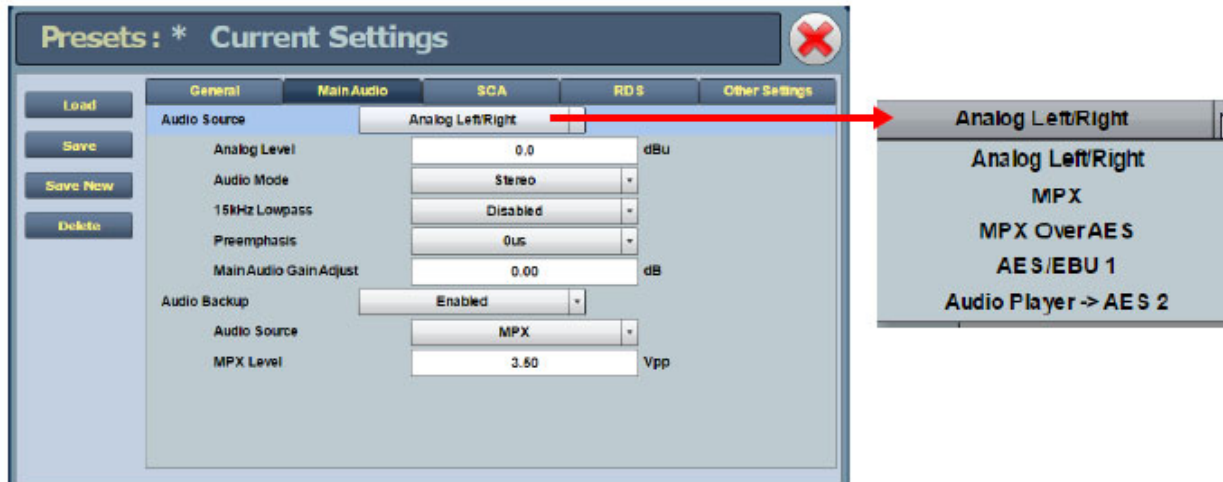 Presets: * Current Settings
Load
Save
Save New
Delete
General Main Audio SCA RDS Other Settings
Audio Source Analog Left/Right
Analog Level 0.0 dBu
Audio Mode Stereo
15kHz Lowpass Disabled
Preemphasis 0us
Main Audio Gain Adjust 0.00 dB
Audio Backup Enabled
Audio Source MPX
MPX Level 3.50 Vpp
Analog Left/Right
Analog Left/Right
MPX
MPX Over AES
AES/EBU 1
Audio Player -> AES 2